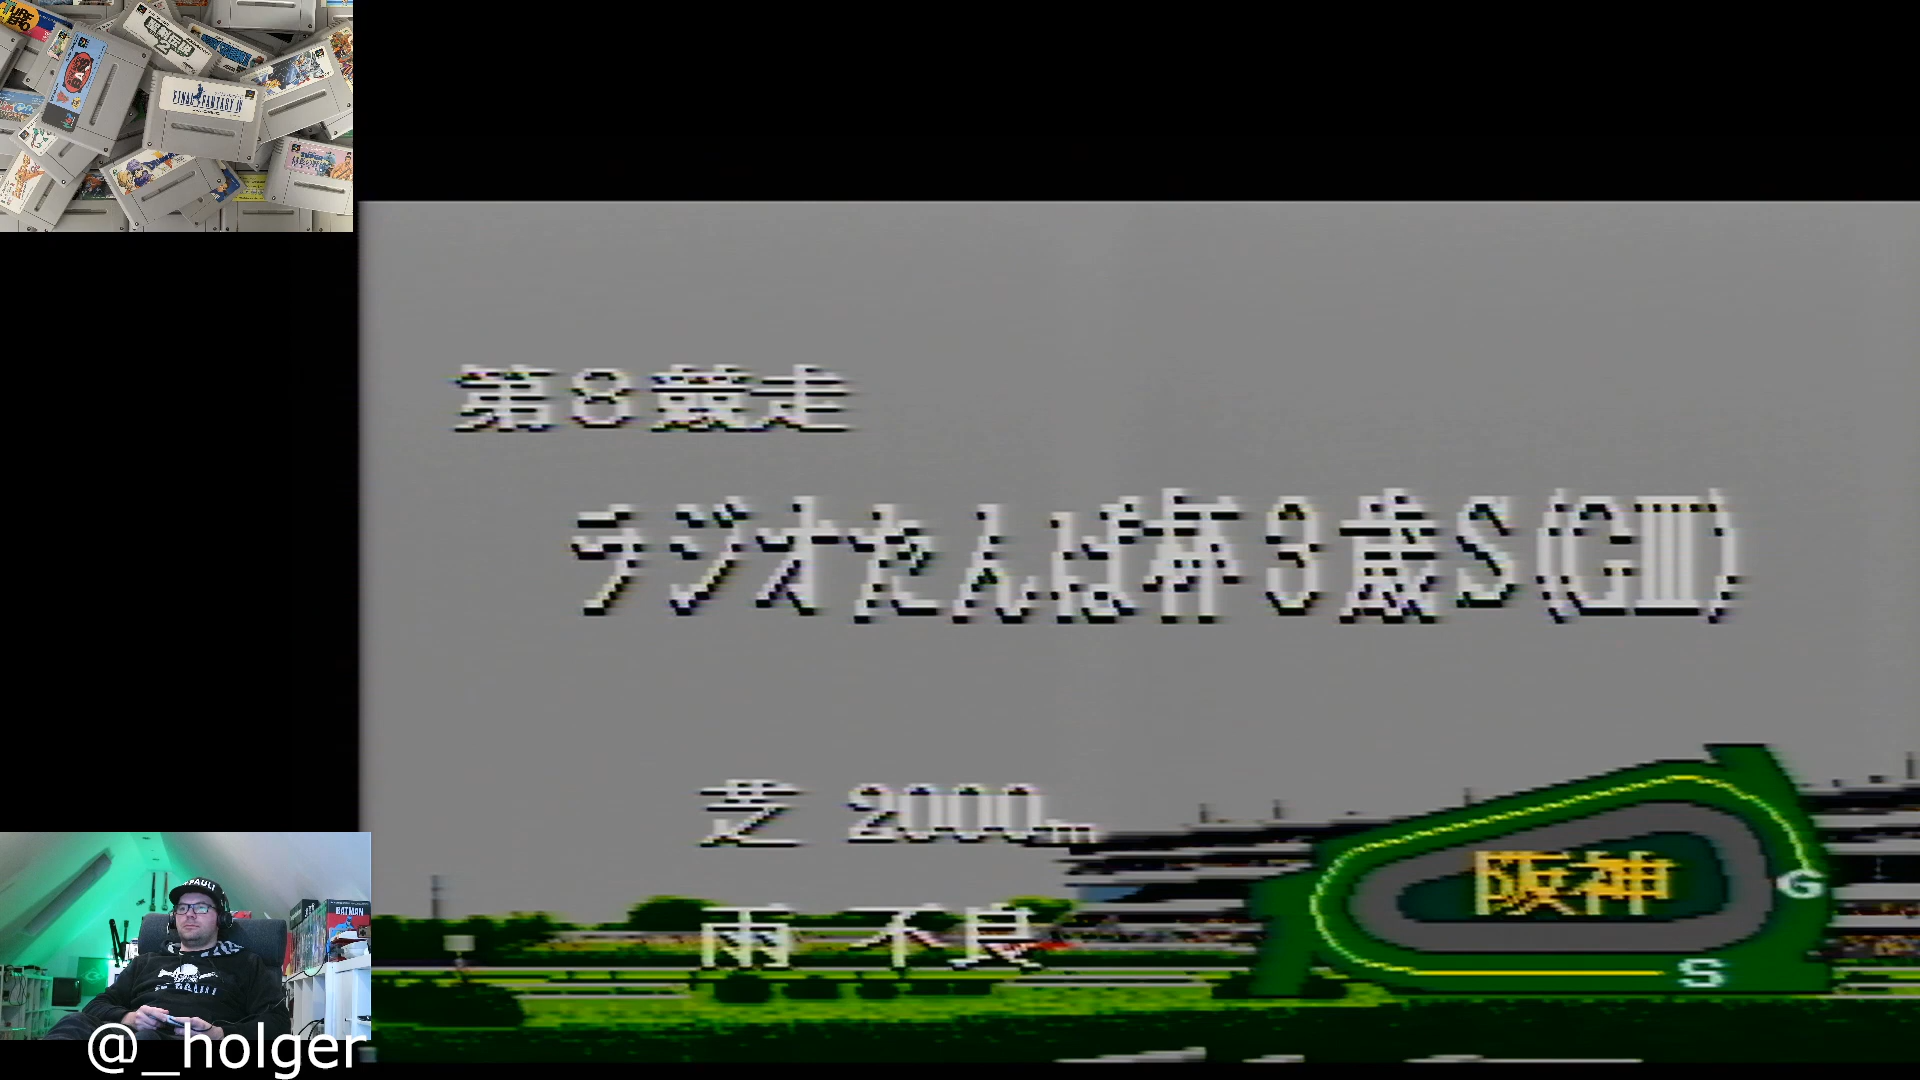 FINAL FANTASY IV
第8競走
ラジオたんぱ杯3歳S(GIII)
芝 2000m
雨 不良
阪神
G
S
BATMAN
@_holger